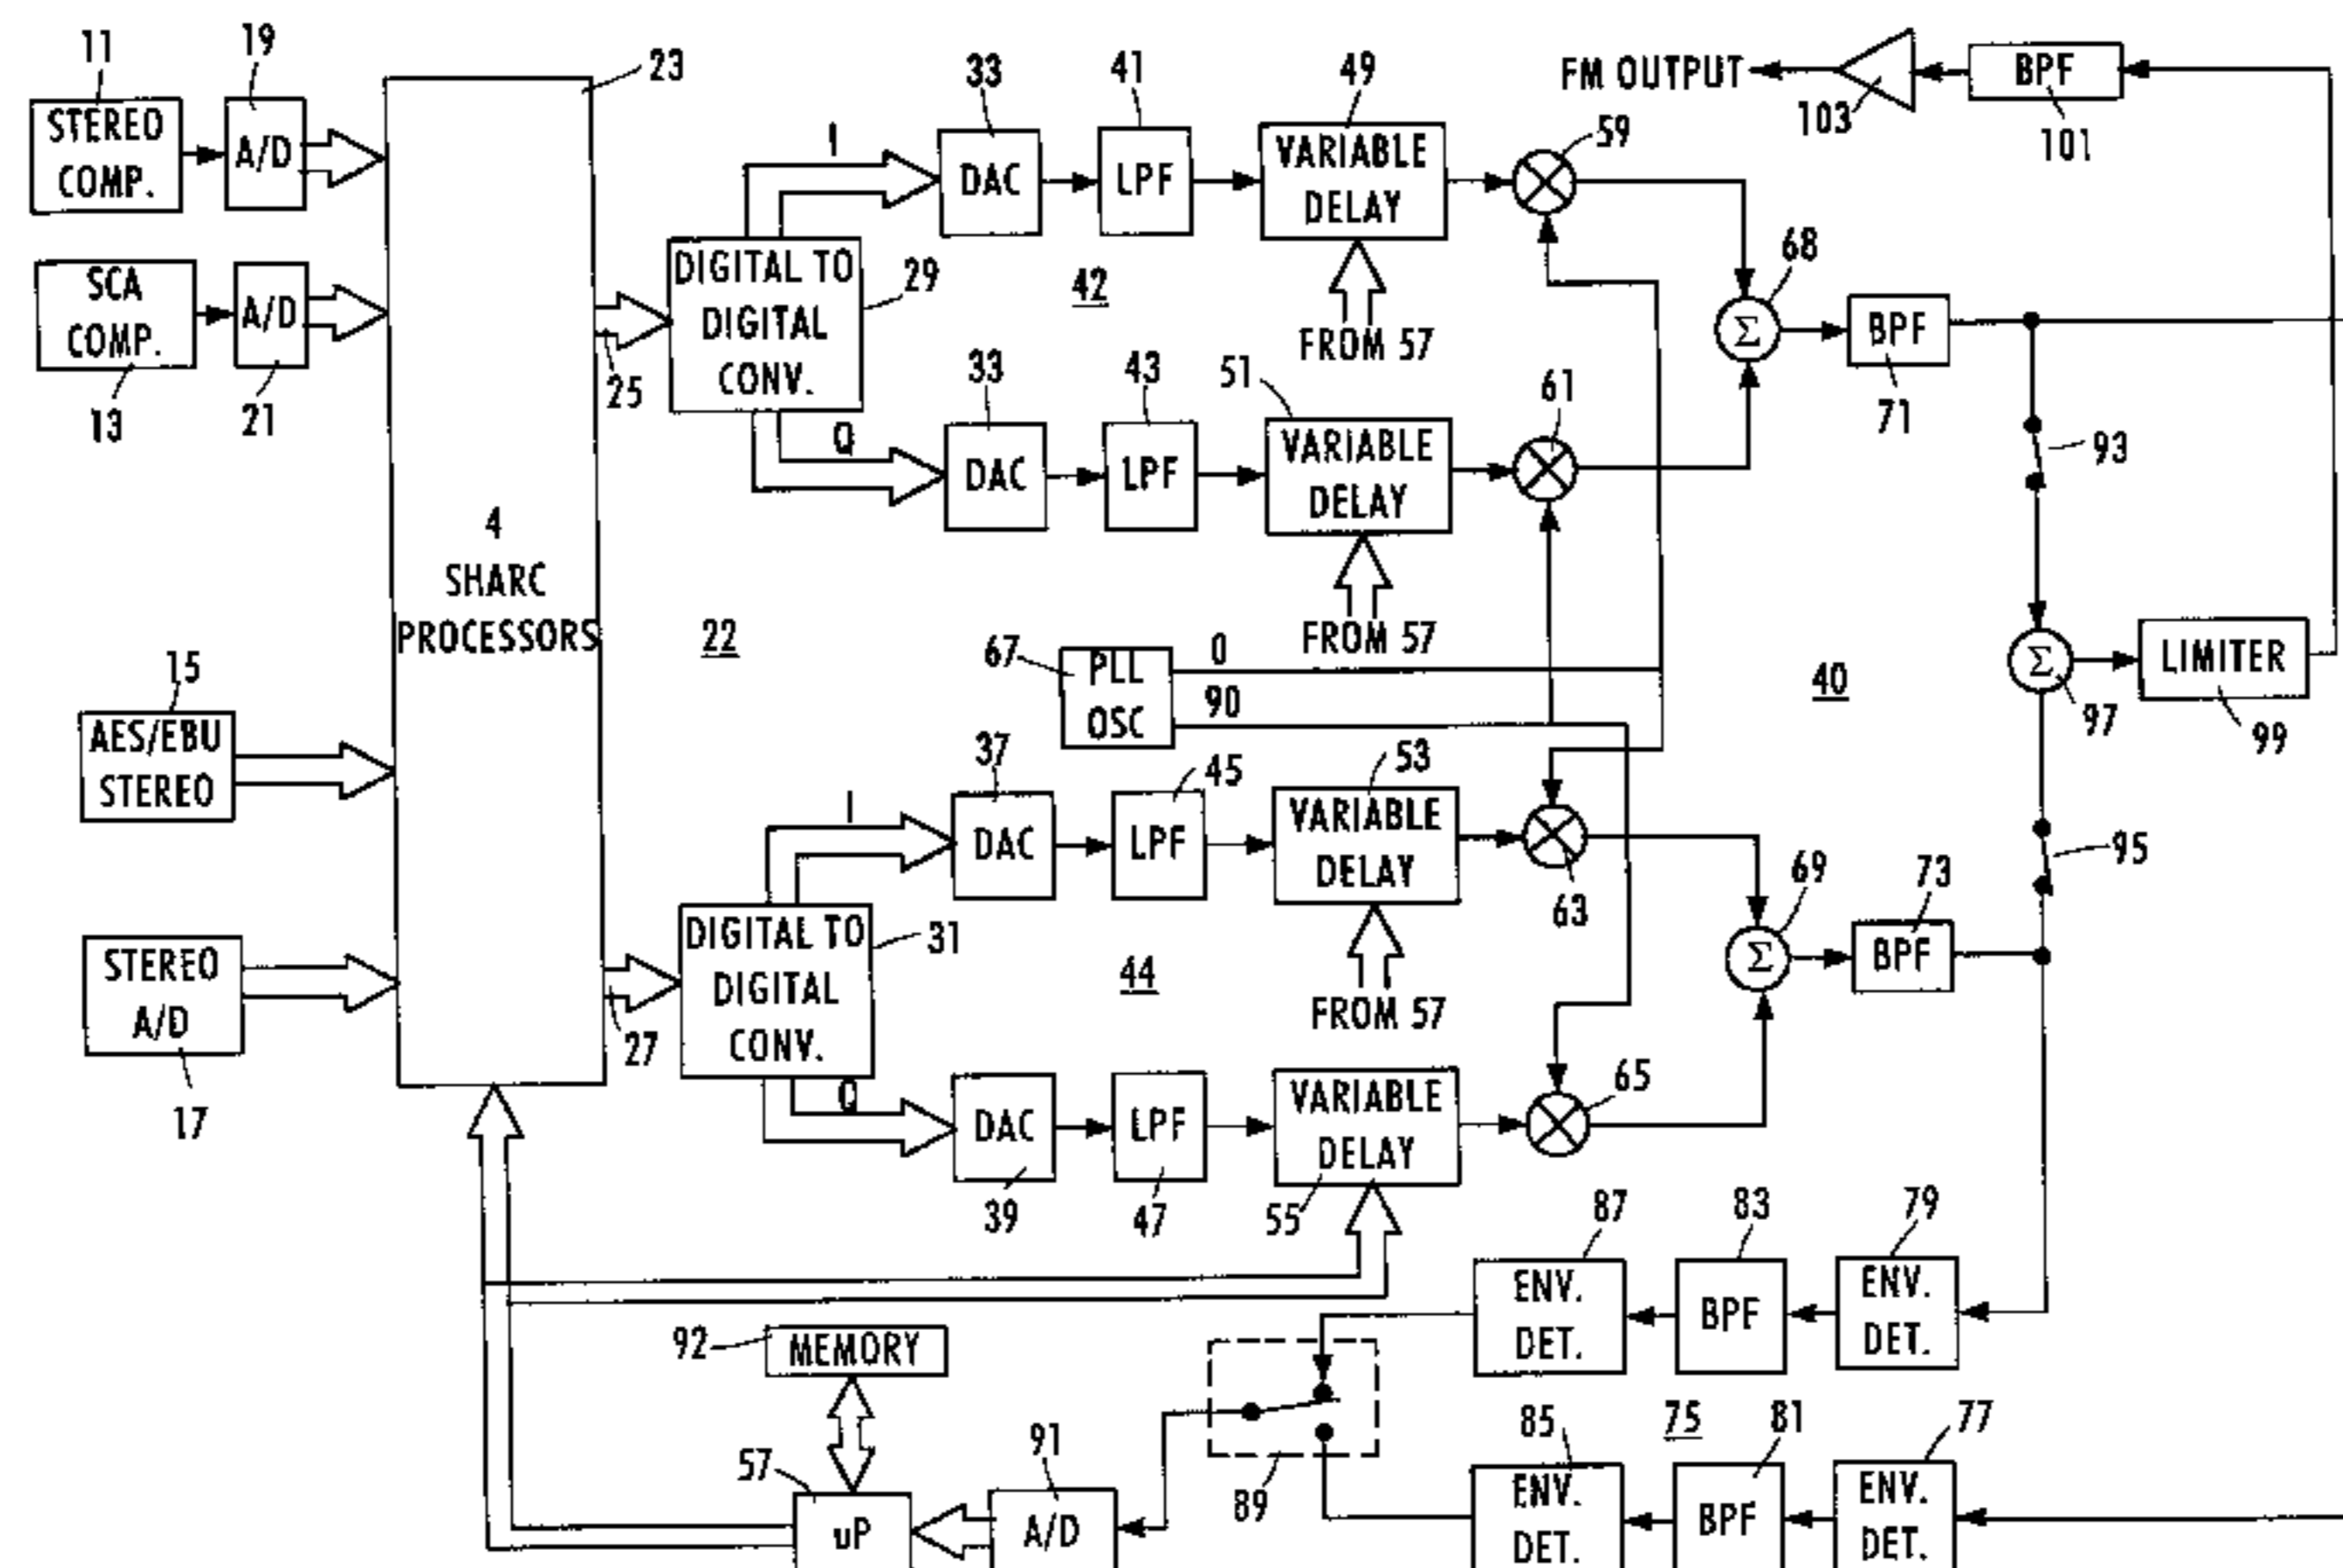 11
19
23
33
41
49
FM OUTPUT
103
BPF
101
59
STEREO
COMP.
A/D
I
DAC
LPF
VARIABLE
DELAY
SCA
COMP.
13
A/D
21
25
DIGITAL TO
DIGITAL
CONV.
29
42
FROM 57
68
Σ
BPF
71
Q
33
DAC
43
LPF
51
VARIABLE
DELAY
61
93
4
SHARC
PROCESSORS
22
FROM 57
67
PLL
OSC
0
90
40
Σ
97
LIMITER
99
15
AES/EBU
STEREO
I
37
DAC
45
LPF
53
VARIABLE
DELAY
63
69
Σ
73
BPF
95
STEREO
A/D
17
27
DIGITAL TO
DIGITAL
CONV.
31
44
FROM 57
Q
DAC
39
LPF
47
VARIABLE
DELAY
55
65
87
ENV.
DET.
83
BPF
79
ENV.
DET.
92
MEMORY
89
57
uP
91
A/D
85
ENV.
DET.
75
81
BPF
77
ENV.
DET.